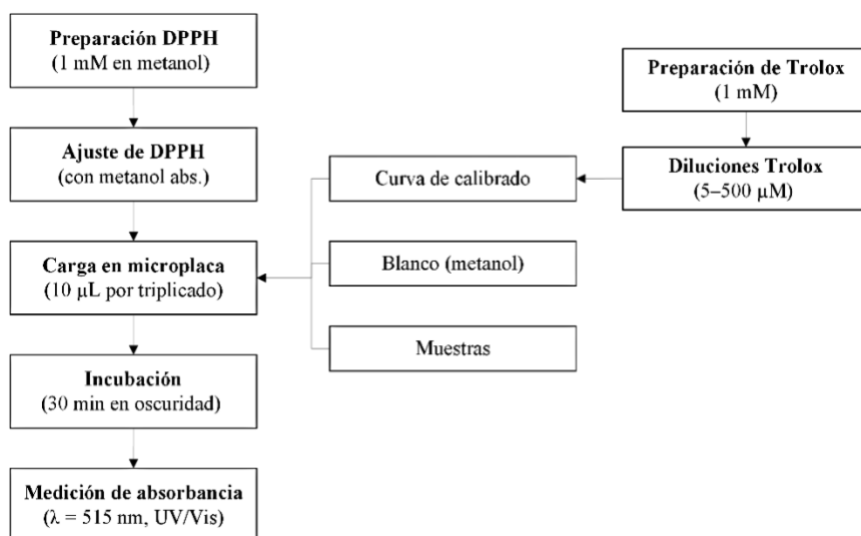 Preparación DPPH
(1 mM en metanol)
Ajuste de DPPH
(con metanol abs.)
Carga en microplaca
(10 μL por triplicado)
Incubación
(30 min en oscuridad)
Medición de absorbancia
(λ = 515 nm, UV/Vis)
Curva de calibrado
Blanco (metanol)
Muestras
Preparación de Trolox
(1 mM)
Diluciones Trolox
(5–500 μM)